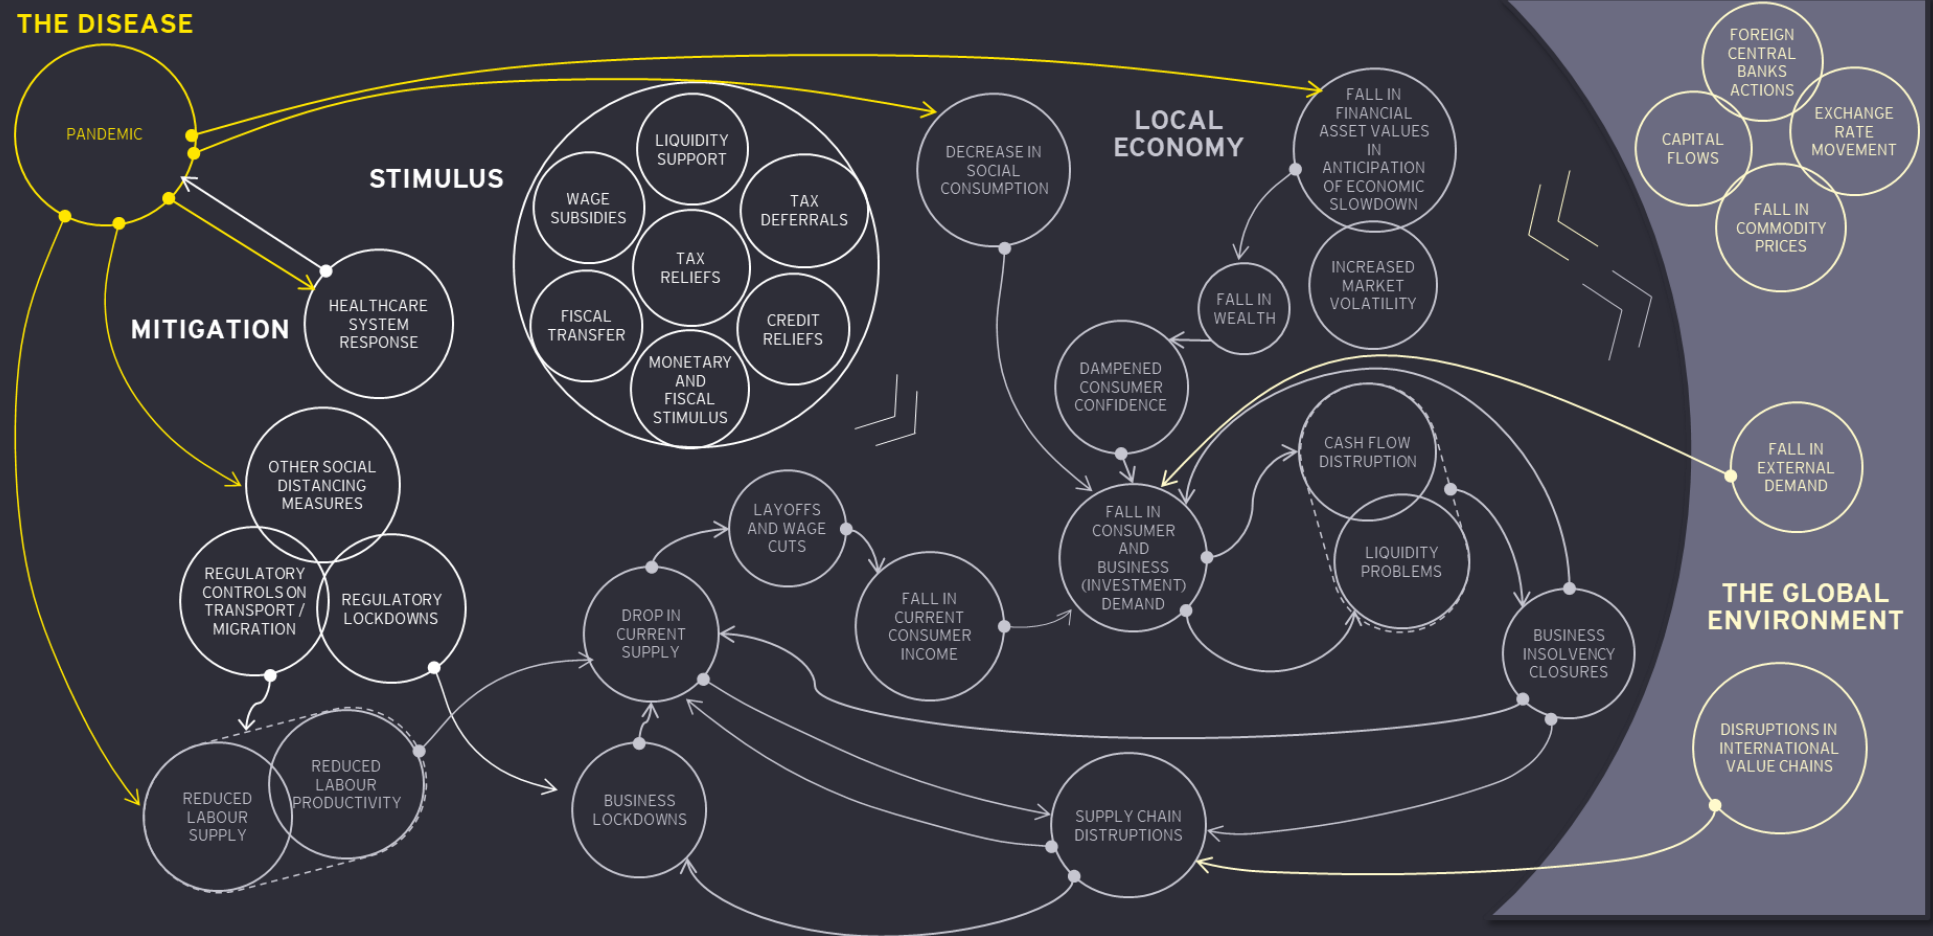 THE DISEASE
PANDEMIC
STIMULUS
MITIGATION
HEALTHCARE
SYSTEM
RESPONSE
LIQUIDITY
SUPPORT
WAGE
SUBSIDIES
TAX
DEFERRALS
TAX
RELIEFS
FISCAL
TRANSFER
CREDIT
RELIEFS
MONETARY
AND
FISCAL
STIMULUS
OTHER SOCIAL
DISTANCING
MEASURES
REGULATORY
CONTROLS ON
TRANSPORT /
MIGRATION
REGULATORY
LOCKDOWNS
REDUCED
LABOUR
SUPPLY
REDUCED
LABOUR
PRODUCTIVITY
LOCAL
ECONOMY
DECREASE IN
SOCIAL
CONSUMPTION
FALL IN
FINANCIAL
ASSET VALUES
IN
ANTICIPATION
OF ECONOMIC
SLOWDOWN
INCREASED
MARKET
VOLATILITY
FALL IN
WEALTH
DAMPENED
CONSUMER
CONFIDENCE
CASH FLOW
DISTRUPTION
LIQUIDITY
PROBLEMS
FALL IN
CONSUMER
AND
BUSINESS
(INVESTMENT)
DEMAND
LAYOFFS
AND WAGE
CUTS
FALL IN
CURRENT
CONSUMER
INCOME
DROP IN
CURRENT
SUPPLY
BUSINESS
LOCKDOWNS
SUPPLY CHAIN
DISTRUPTIONS
BUSINESS
INSOLVENCY
CLOSURES
FOREIGN
CENTRAL
BANKS
ACTIONS
CAPITAL
FLOWS
EXCHANGE
RATE
MOVEMENT
FALL IN
COMMODITY
PRICES
FALL IN
EXTERNAL
DEMAND
THE GLOBAL
ENVIRONMENT
DISRUPTIONS IN
INTERNATIONAL
VALUE CHAINS